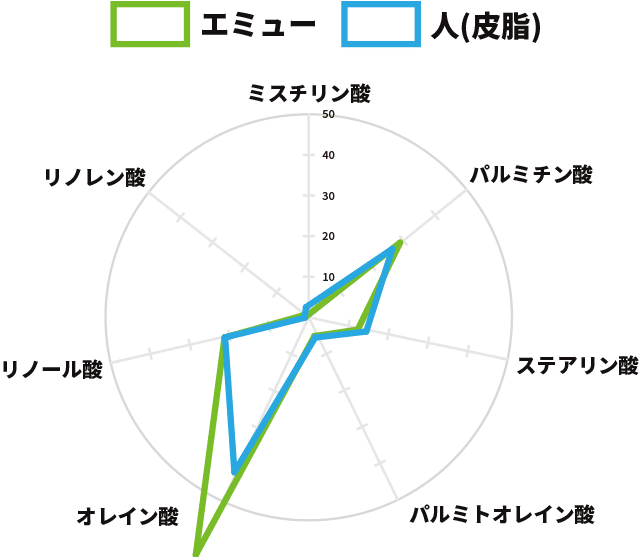 エミュー 人(皮脂)
ミスチリン酸
50
40
30
20
10
パルミチン酸
ステアリン酸
パルミトオレイン酸
オレイン酸
リノール酸
リノレン酸